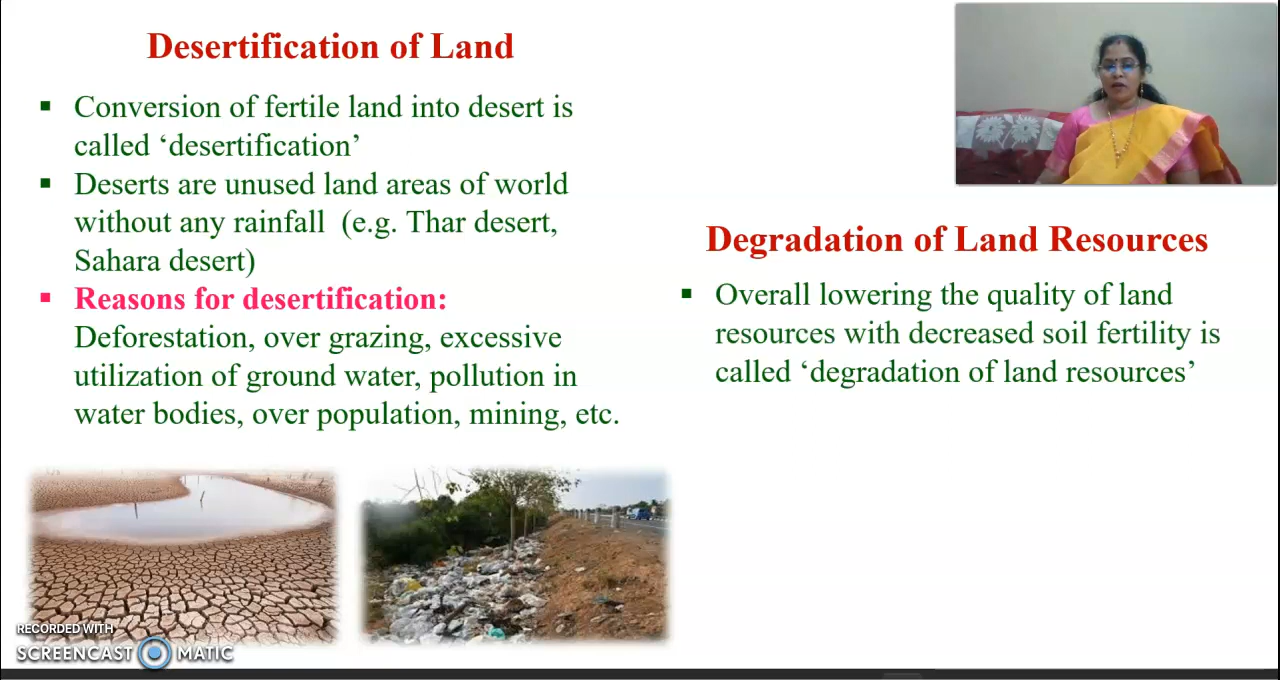 Desertification of Land
▪ Conversion of fertile land into desert is
called ‘desertification’
▪ Deserts are unused land areas of world
without any rainfall (e.g. Thar desert,
Sahara desert)
▪ Reasons for desertification:
Deforestation, over grazing, excessive
utilization of ground water, pollution in
water bodies, over population, mining, etc.
Degradation of Land Resources
▪ Overall lowering the quality of land
resources with decreased soil fertility is
called ‘degradation of land resources’
RECORDED WITH
SCREENCAST MATIC